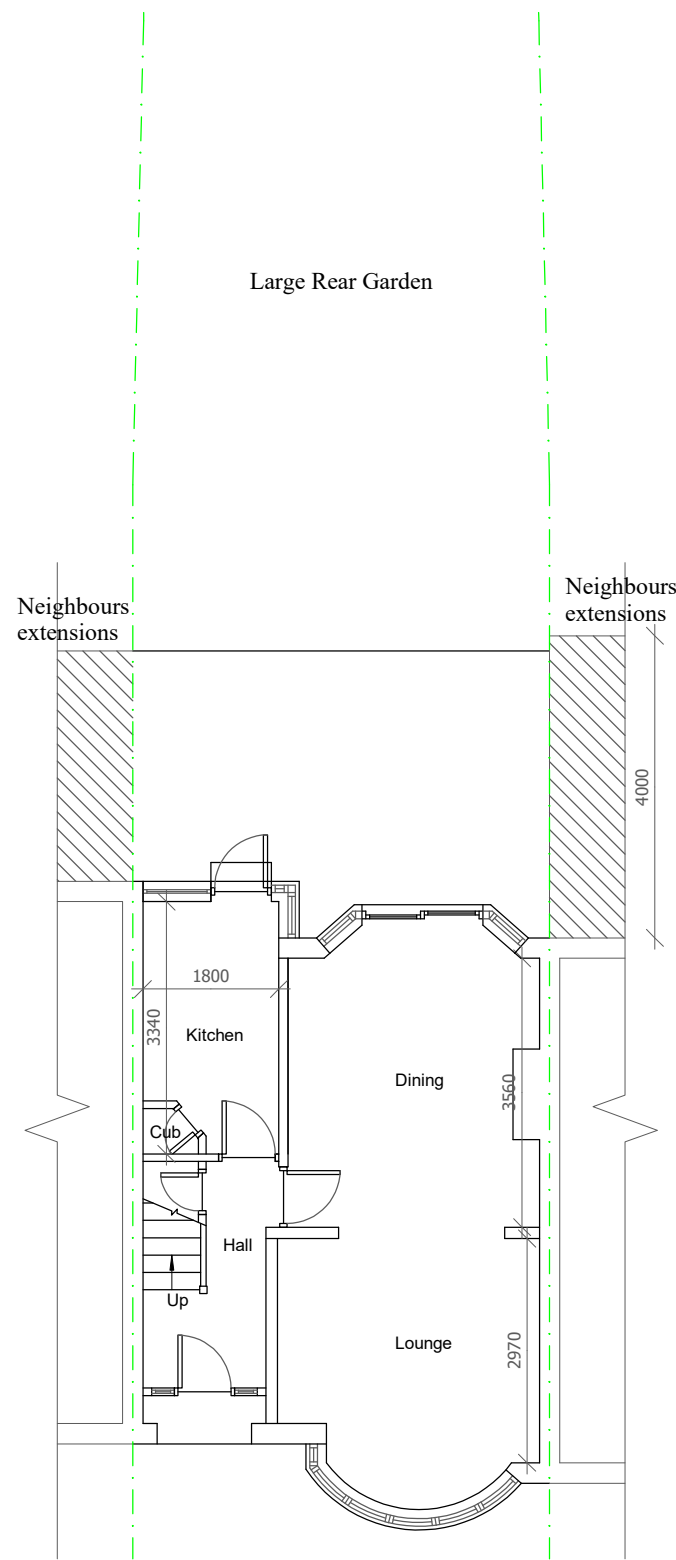 Large Rear Garden
Neighbours
extensions
Neighbours
extensions
4000
1800
3340
Kitchen
Dining
3560
Cub
Hall
Up
Lounge
2970